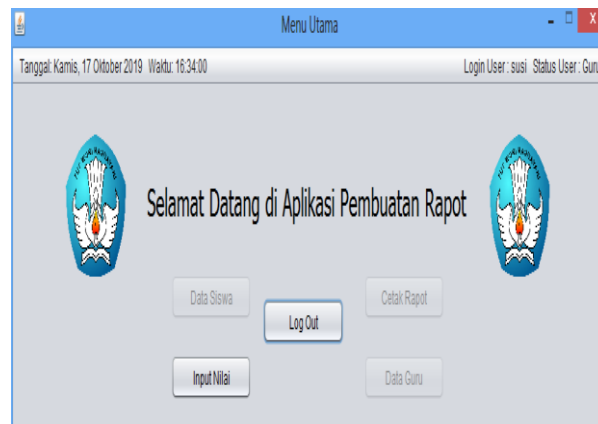 Menu Utama
Tanggal: Kamis, 17 Oktober 2019 Waktu: 16:34:00 Login User : susi Status User : Guru
Selamat Datang di Aplikasi Pembuatan Rapot
Data Siswa Cetak Rapot
Log Out
Input Nilai Data Guru